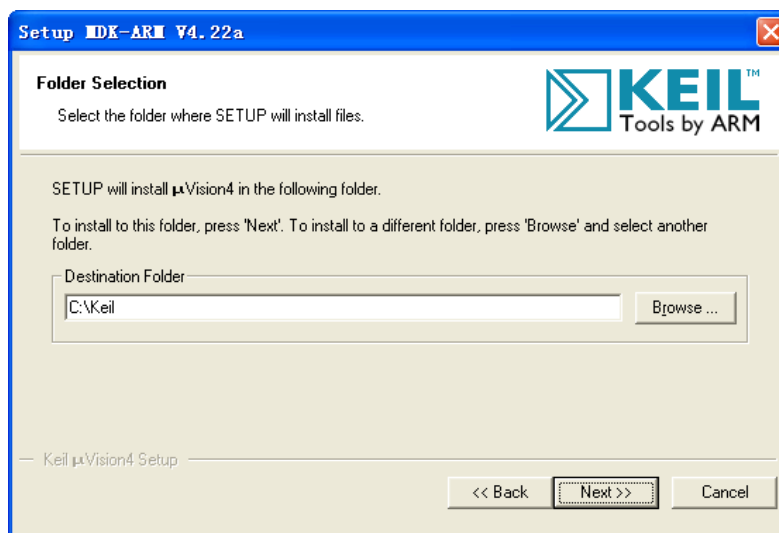 Setup MDK-ARM V4.22a
Folder Selection
Select the folder where SETUP will install files.
KEIL™
Tools by ARM
SETUP will install µVision4 in the following folder.
To install to this folder, press 'Next'. To install to a different folder, press 'Browse' and select another
folder.
Destination Folder
C:\Keil
Browse ...
Keil µVision4 Setup
<< Back
Next >>
Cancel